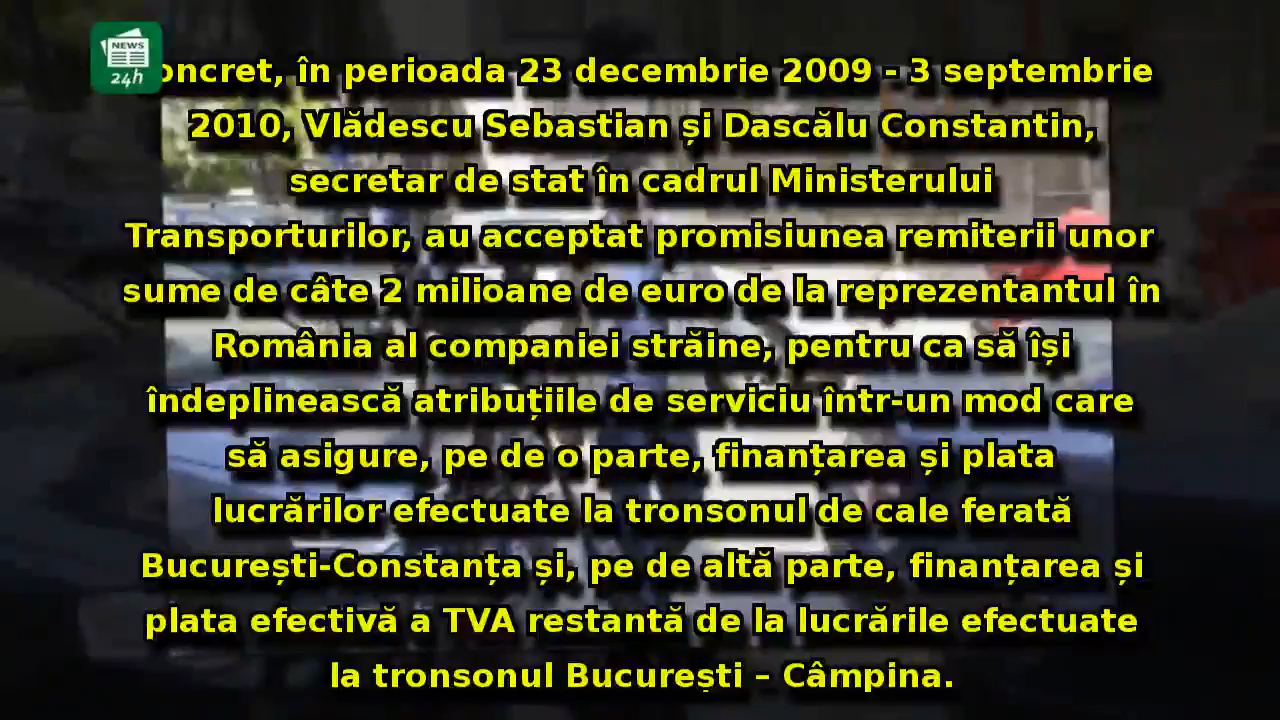 NEWS
24h
oncret, în perioada 23 decembrie 2009 - 3 septembrie
2010, Vlădescu Sebastian și Dascălu Constantin,
secretar de stat în cadrul Ministerului
Transporturilor, au acceptat promisiunea remiterii unor
sume de câte 2 milioane de euro de la reprezentantul în
România al companiei străine, pentru ca să își
îndeplinească atribuțiile de serviciu într-un mod care
să asigure, pe de o parte, finanțarea și plata
lucrărilor efectuate la tronsonul de cale ferată
București-Constanța și, pe de altă parte, finanțarea și
plata efectivă a TVA restantă de la lucrările efectuate
la tronsonul București – Câmpina.